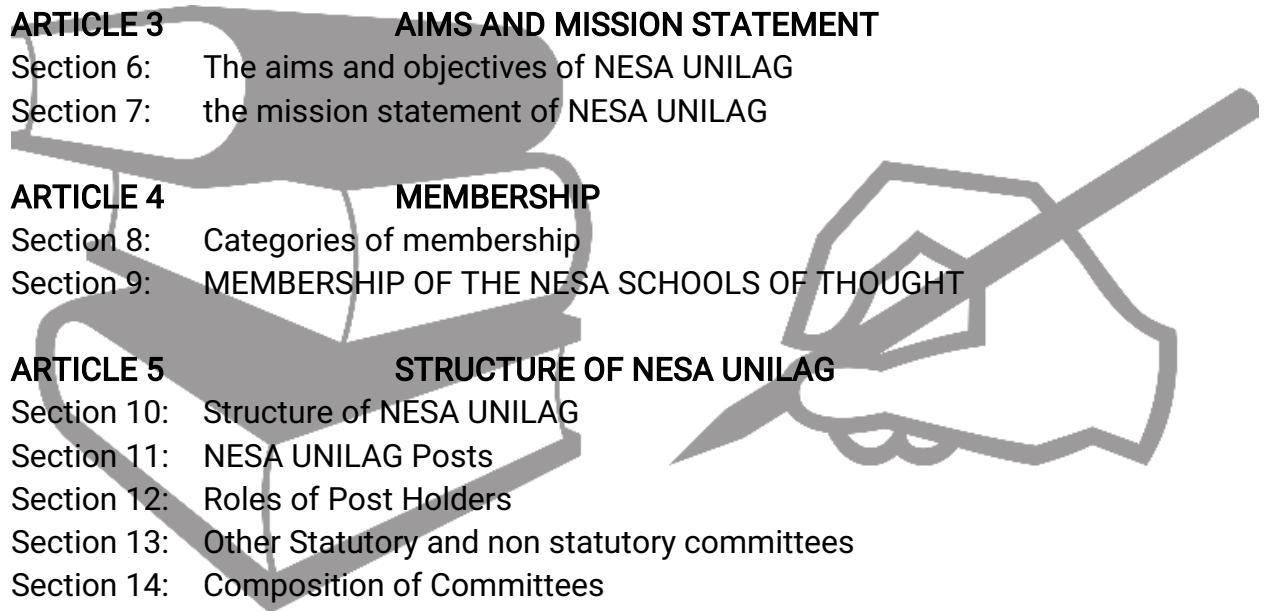 ARTICLE 3 AIMS AND MISSION STATEMENT
Section 6: The aims and objectives of NESA UNILAG
Section 7: the mission statement of NESA UNILAG
ARTICLE 4 MEMBERSHIP
Section 8: Categories of membership
Section 9: MEMBERSHIP OF THE NESA SCHOOLS OF THOUGHT
ARTICLE 5 STRUCTURE OF NESA UNILAG
Section 10: Structure of NESA UNILAG
Section 11: NESA UNILAG Posts
Section 12: Roles of Post Holders
Section 13: Other Statutory and non statutory committees
Section 14: Composition of Committees